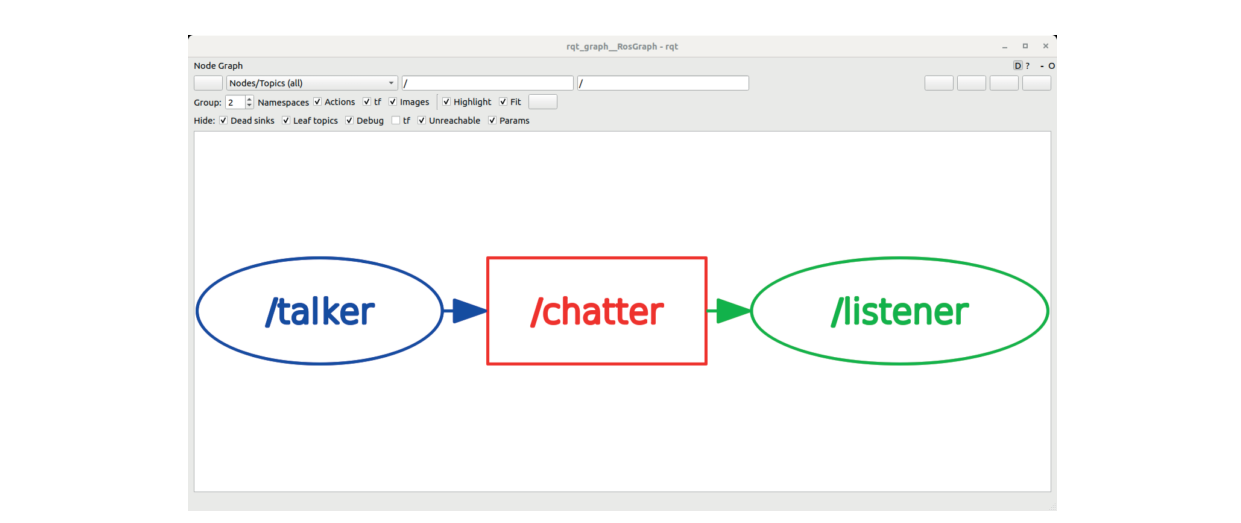 rqt_graph__RosGraph - rqt
Node Graph
D ? - O
Nodes/Topics (all) / /
Group: 2 Namespaces Actions tf Images Highlight Fit
Hide: Dead sinks Leaf topics Debug tf Unreachable Params
/talker /chatter /listener